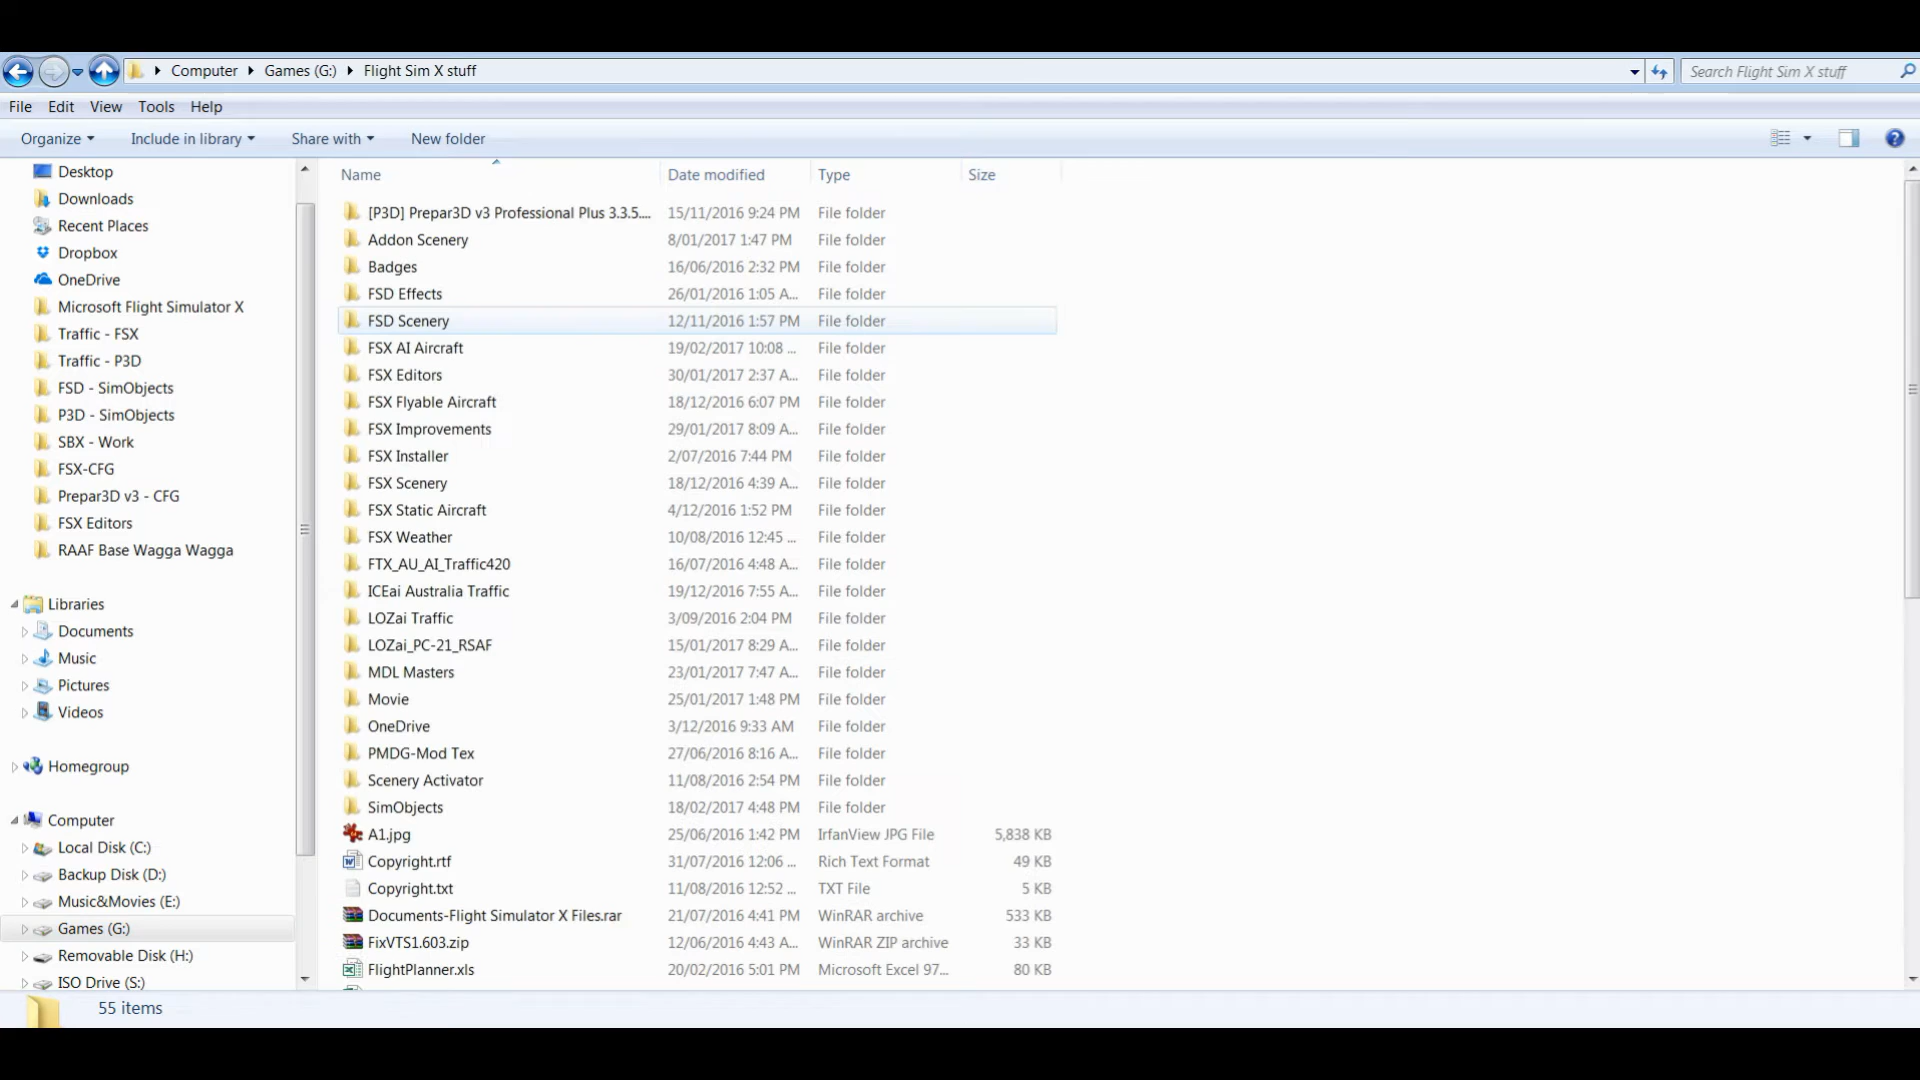 Computer Games (G:) Flight Sim X stuff Search Flight Sim X stuff
File Edit View Tools Help
Organize Include in library Share with New folder
Desktop
Downloads
Recent Places
Dropbox
OneDrive
Microsoft Flight Simulator X
Traffic - FSX
Traffic - P3D
FSD - SimObjects
P3D - SimObjects
SBX - Work
FSX-CFG
Prepar3D v3 - CFG
FSX Editors
RAAF Base Wagga Wagga
Libraries
Documents
Music
Pictures
Videos
Homegroup
Computer
Local Disk (C:)
Backup Disk (D:)
Music&Movies (E:)
Games (G:)
Removable Disk (H:)
ISO Drive (S:)
Name Date modified Type Size
[P3D] Prepar3D v3 Professional Plus 3.3.5.... 15/11/2016 9:24 PM File folder
Addon Scenery 8/01/2017 1:47 PM File folder
Badges 16/06/2016 2:32 PM File folder
FSD Effects 26/01/2016 1:05 A... File folder
FSD Scenery 12/11/2016 1:57 PM File folder
FSX AI Aircraft 19/02/2017 10:08 ... File folder
FSX Editors 30/01/2017 2:37 A... File folder
FSX Flyable Aircraft 18/12/2016 6:07 PM File folder
FSX Improvements 29/01/2017 8:09 A... File folder
FSX Installer 2/07/2016 7:44 PM File folder
FSX Scenery 18/12/2016 4:39 A... File folder
FSX Static Aircraft 4/12/2016 1:52 PM File folder
FSX Weather 10/08/2016 12:45 ... File folder
FTX_AU_AI_Traffic420 16/07/2016 4:48 A... File folder
ICEai Australia Traffic 19/12/2016 7:55 A... File folder
LOZai Traffic 3/09/2016 2:04 PM File folder
LOZai_PC-21_RSAF 15/01/2017 8:29 A... File folder
MDL Masters 23/01/2017 7:47 A... File folder
Movie 25/01/2017 1:48 PM File folder
OneDrive 3/12/2016 9:33 AM File folder
PMDG-Mod Tex 27/06/2016 8:16 A... File folder
Scenery Activator 11/08/2016 2:54 PM File folder
SimObjects 18/02/2017 4:48 PM File folder
A1.jpg 25/06/2016 1:42 PM IrfanView JPG File 5,838 KB
Copyright.rtf 31/07/2016 12:06 ... Rich Text Format 49 KB
Copyright.txt 11/08/2016 12:52 ... TXT File 5 KB
Documents-Flight Simulator X Files.rar 21/07/2016 4:41 PM WinRAR archive 533 KB
FixVTS1.603.zip 12/06/2016 4:43 A... WinRAR ZIP archive 33 KB
FlightPlanner.xls 20/02/2016 5:01 PM Microsoft Excel 97... 80 KB
55 items